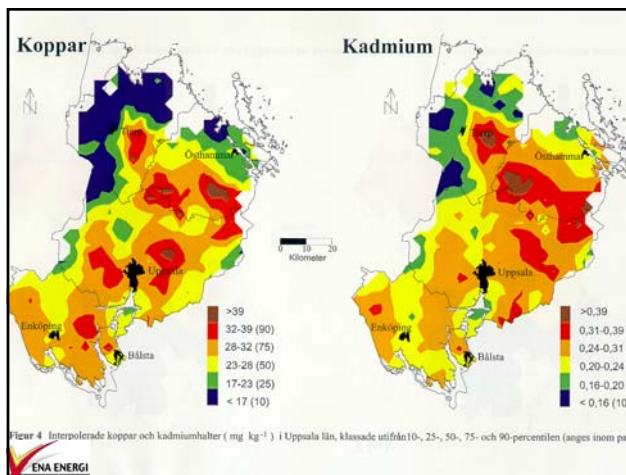 Koppar
Tierp
Östhammar
Uppsala
Enköping
Bålsta
>39
32-39 (90)
28-32 (75)
23-28 (50)
17-23 (25)
< 17 (10)
N
0 10 20
Kilometer
Kadmium
Tierp
Östhammar
Uppsala
Enköping
Bålsta
>0,39
0,31-0,39
0,24-0,31
0,20-0,24
0,16-0,20
< 0,16 (10
N
Figur 4 Interpolerade koppar och kadmiumhalter ( mg kg⁻¹ ) i Uppsala län, klassade utifrån10-, 25-, 50-, 75- och 90-percentilen (anges inom pa
ENA ENERGI